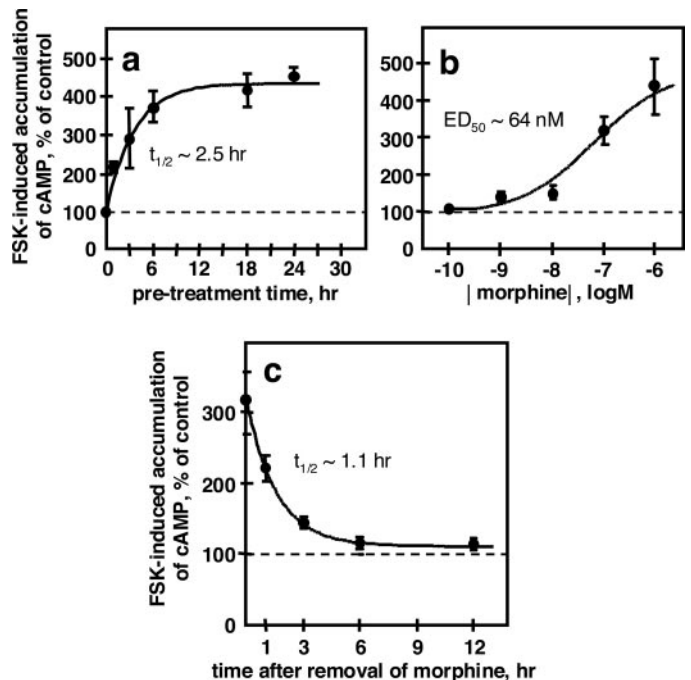 a
FSK-induced accumulation
of cAMP, % of control
500
400
300
200
100
0
t1/2 ~ 2.5 hr
0 6 12 18 24 30
pre-treatment time, hr
b
500
400
300
200
100
0
ED50 ~ 64 nM
-10 -9 -8 -7 -6
|morphine|, logM
c
FSK-induced accumulation
of cAMP, % of control
300
200
100
0
t1/2 ~ 1.1 hr
1 3 6 9 12
time after removal of morphine, hr